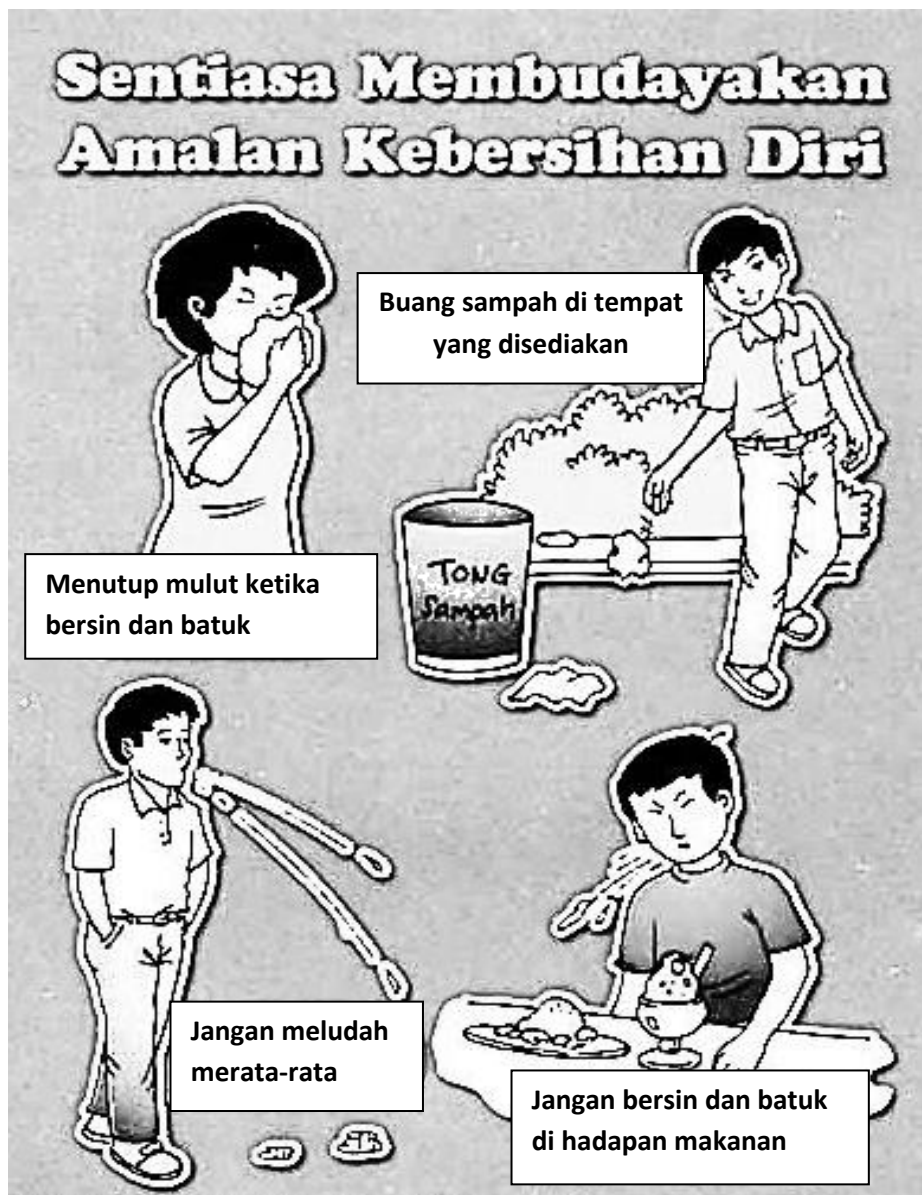 Sentiasa Membudayakan
Amalan Kebersihan Diri
Buang sampah di tempat
yang disediakan
Menutup mulut ketika
bersin dan batuk
TONG
Sampah
Jangan meludah
merata-rata
Jangan bersin dan batuk
di hadapan makanan